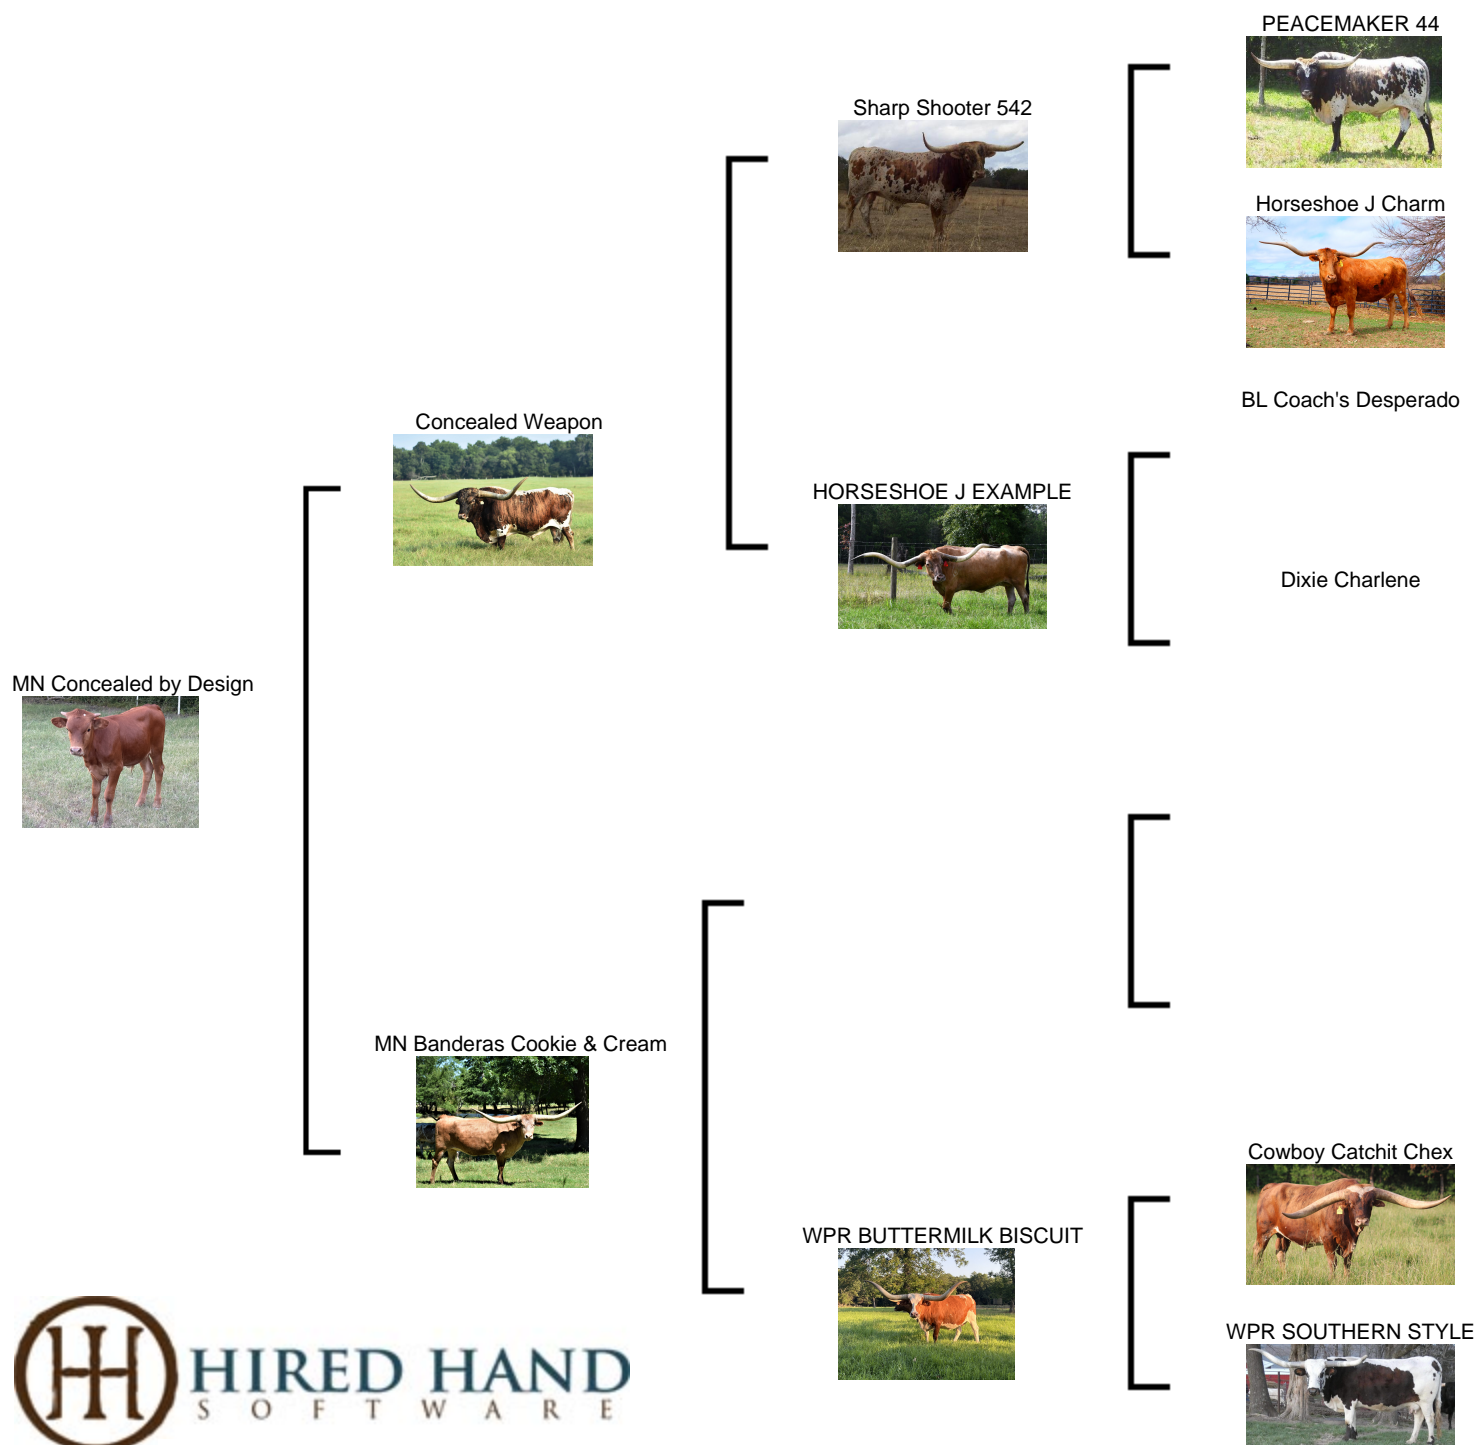 PEACEMAKER 44
Sharp Shooter 542
Horseshoe J Charm
BL Coach's Desperado
Concealed Weapon
HORSESHOE J EXAMPLE
Dixie Charlene
MN Concealed by Design
MN Banderas Cookie & Cream
Cowboy Catchit Chex
WPR BUTTERMILK BISCUIT
WPR SOUTHERN STYLE
HIRED HAND
SOFTWARE